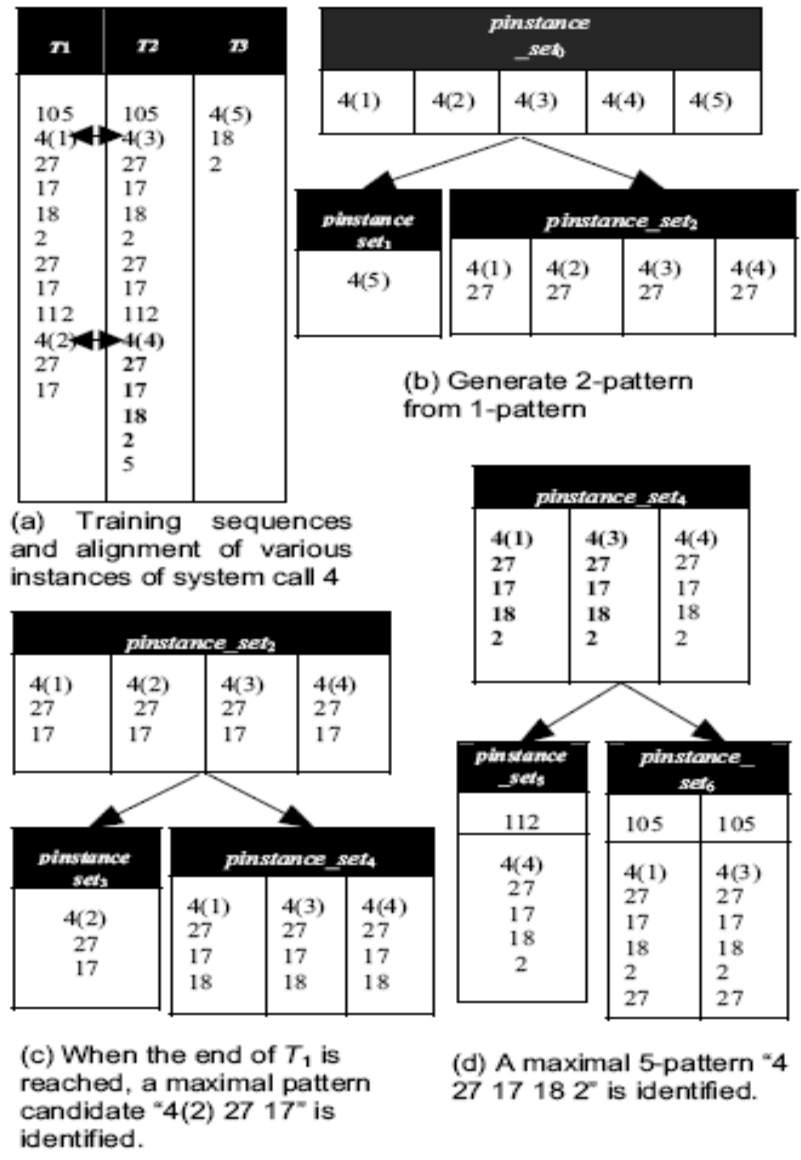 T1 T2 T3
105 105 4(5)
4(1) 4(3) 18
27 27 2
17 17
18 18
2 2
27 27
17 17
112 112
4(2) 4(4)
27 27
17 17
18
2
5
(a) Training sequences
and alignment of various
instances of system call 4
pinstance
_set₀
4(1) 4(2) 4(3) 4(4) 4(5)
pinstance
set₁
4(5)
pinstance_set₂
4(1) 4(2) 4(3) 4(4)
27 27 27 27
(b) Generate 2-pattern
from 1-pattern
pinstance_set₂
4(1) 4(2) 4(3) 4(4)
27 27 27 27
17 17 17 17
pinstance
set₃
4(2)
27
17
pinstance_set₄
4(1) 4(3) 4(4)
27 27 27
17 17 17
18 18 18
(c) When the end of T₁ is
reached, a maximal pattern
candidate “4(2) 27 17” is
identified.
pinstance_set₄
4(1) 4(3) 4(4)
27 27 27
17 17 17
18 18 18
2 2 2
pinstance
_set₅
112
4(4)
27
17
18
2
pinstance_
set₆
105 105
4(1) 4(3)
27 27
17 17
18 18
2 2
27 27
(d) A maximal 5-pattern “4
27 17 18 2” is identified.